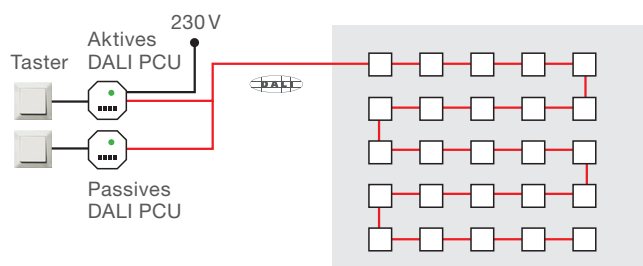 230 V
Aktives
DALI PCU
Taster
DALI
Passives
DALI PCU